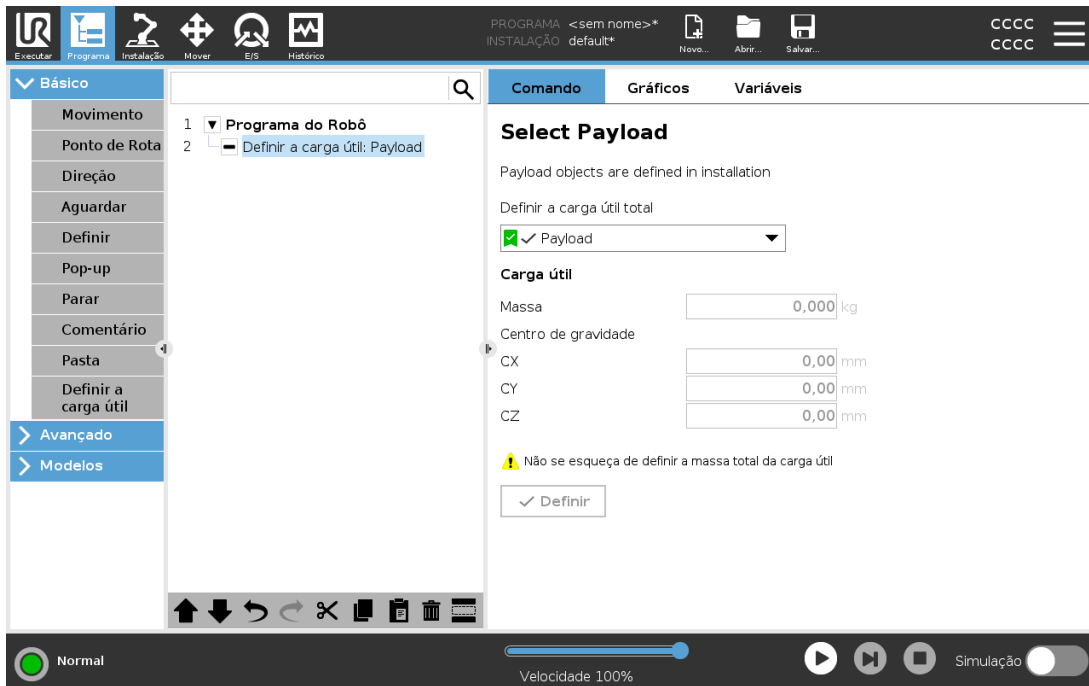 PROGRAMA <sem nome>*
INSTALAÇÃO default*
CCCC
CCCC
UR
Executar Programa Instalação Mover E/S Histórico Novo... Abrir... Salvar...
Básico
Movimento
Ponto de Rota
Direção
Aguardar
Definir
Pop-up
Parar
Comentário
Pasta
Definir a
carga útil
Avançado
Modelos
1 Programa do Robô
2 Definir a carga útil: Payload
Comando Gráficos Variáveis
Select Payload
Payload objects are defined in installation
Definir a carga útil total
Payload
Carga útil
Massa 0,000 kg
Centro de gravidade
CX 0,00 mm
CY 0,00 mm
CZ 0,00 mm
Não se esqueça de definir a massa total da carga útil
Definir
Normal
Velocidade 100%
Simulação